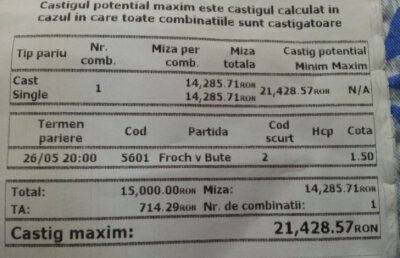 Castigul potential maxim este castigul calculat in
cazul in care toate combinatiile sunt castigatoare
Tip pariu Nr. comb. Miza per comb. Miza totala Castig potential Minim Maxim
Cast Single 1 14,285.71RON 14,285.71RON 21,428.57RON N/A
Termen pariere Cod Partida Cod scurt Hcp Cota
26/05 20:00 5601 Froch v Bute 2 1.50
Total: 15,000.00RON Miza: 14,285.71RON
TA: 714.29RON Nr. de combinatii: 1
Castig maxim: 21,428.57RON